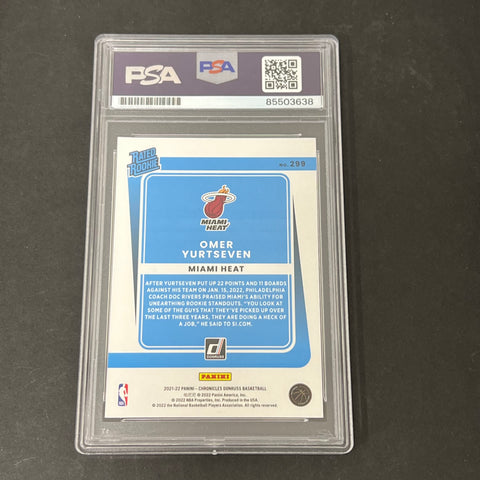 PSA
PSA
85503638
RATED
ROOKIE
NO. 299
MIAMI
HEAT
OMER
YURTSEVEN
MIAMI HEAT
AFTER YURTSEVEN PUT UP 22 POINTS AND 11 BOARDS
AGAINST HIS TEAM ON JAN. 15, 2022, PHILADELPHIA
COACH DOC RIVERS PRAISED MIAMI'S ABILITY FOR
UNEARTHING ROOKIE STANDOUTS. "YOU LOOK AT
SOME OF THE GUYS THAT THEY'VE PICKED UP OVER
THE LAST THREE YEARS, THEY ARE DOING A HECK OF
A JOB," HE SAID TO SI.COM.
DONRUSS
PANINI
2021-22 PANINI - CHRONICLES DONRUSS BASKETBALL
© 2022 Panini America, Inc.
© 2022 NBA Properties, Inc. Produced in the USA.
© 2022 the National Basketball Players Association. All rights reserved.